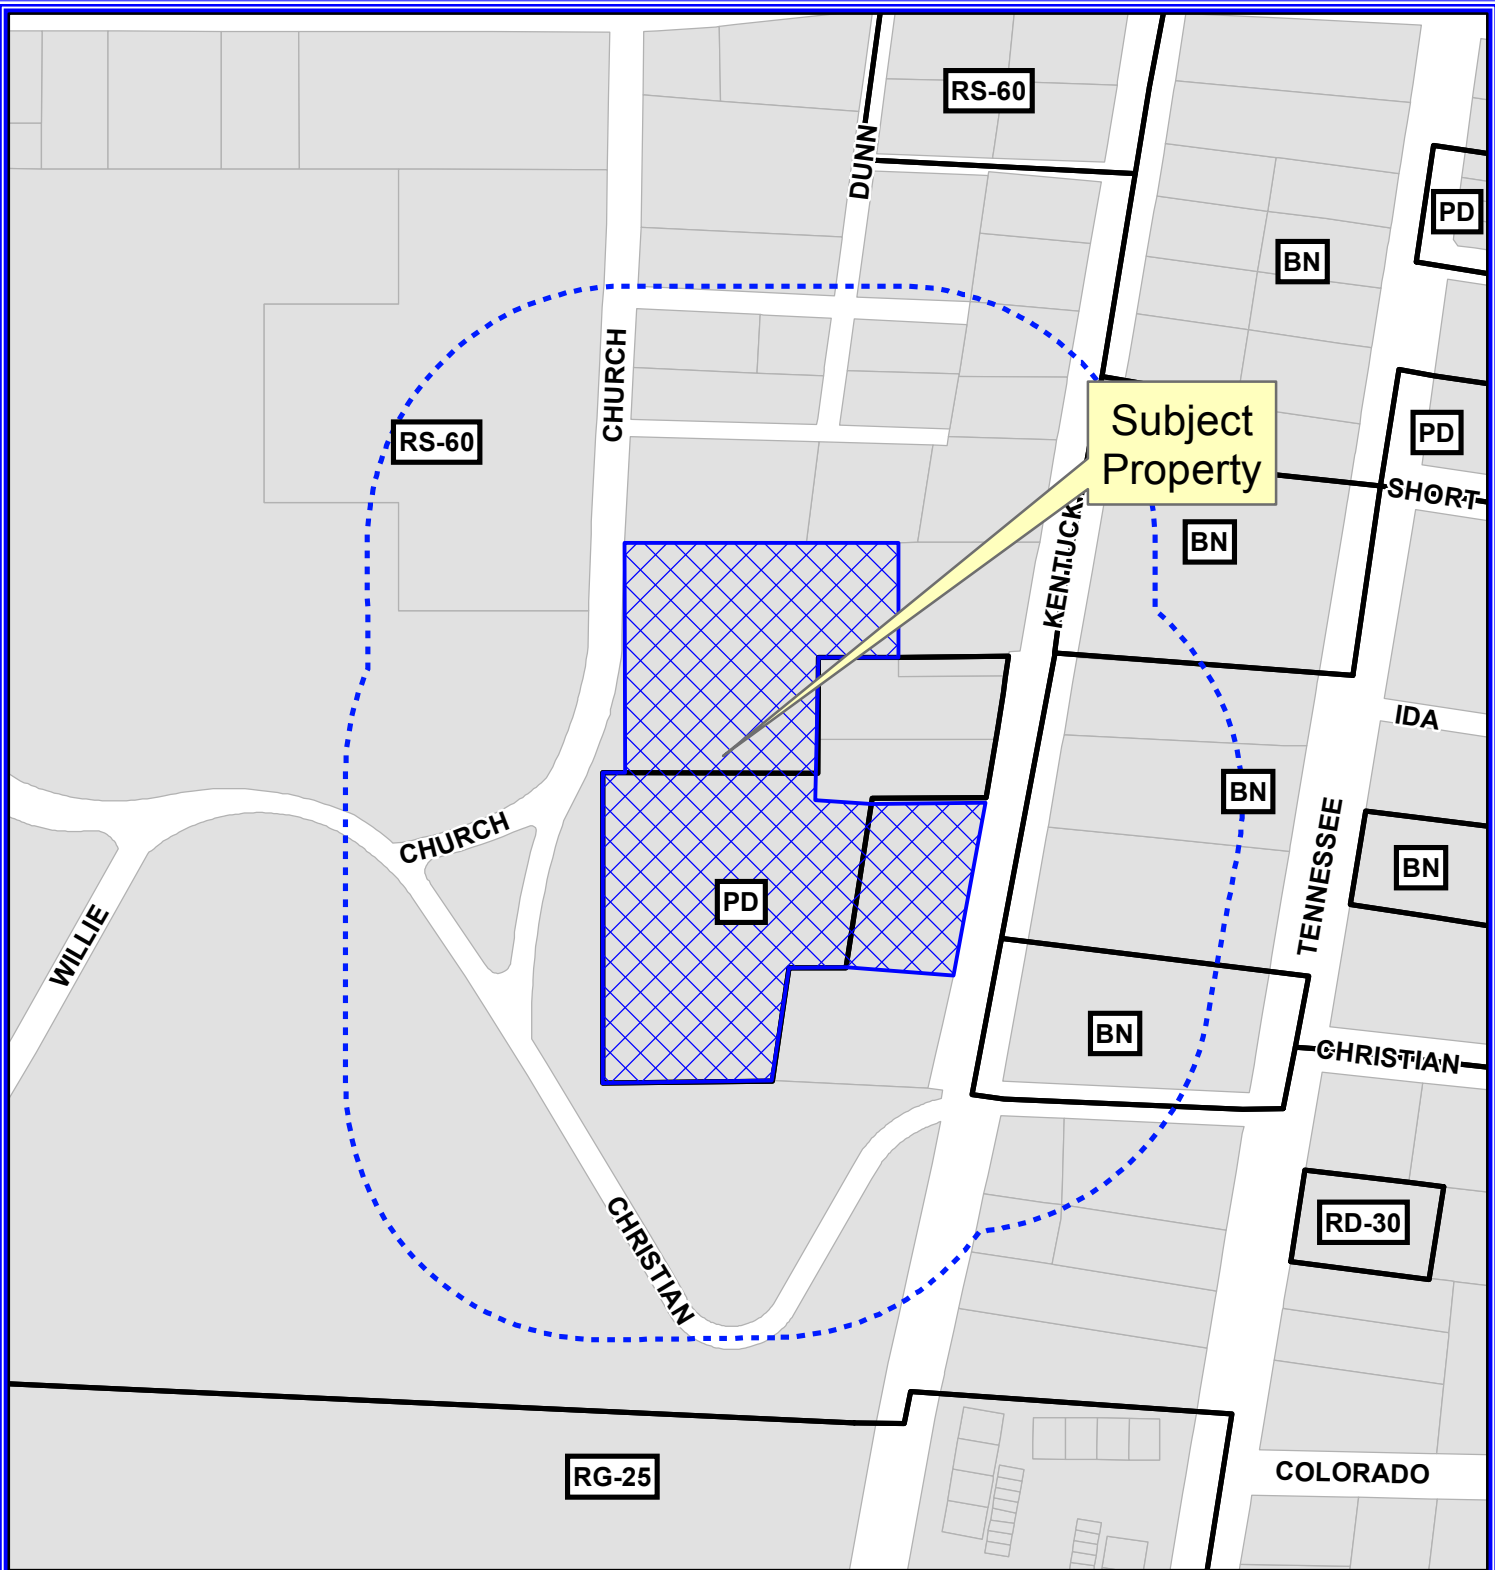 RS-60
DUNN
PD
BN
CHURCH
Subject
Property
RS-60
PD
SHORT
BN
KENTUCK
IDA
BN
CHURCH
TENNESSEE
BN
PD
WILLIE
BN
CHRISTIAN
CHRISTIAN
RD-30
RG-25
COLORADO